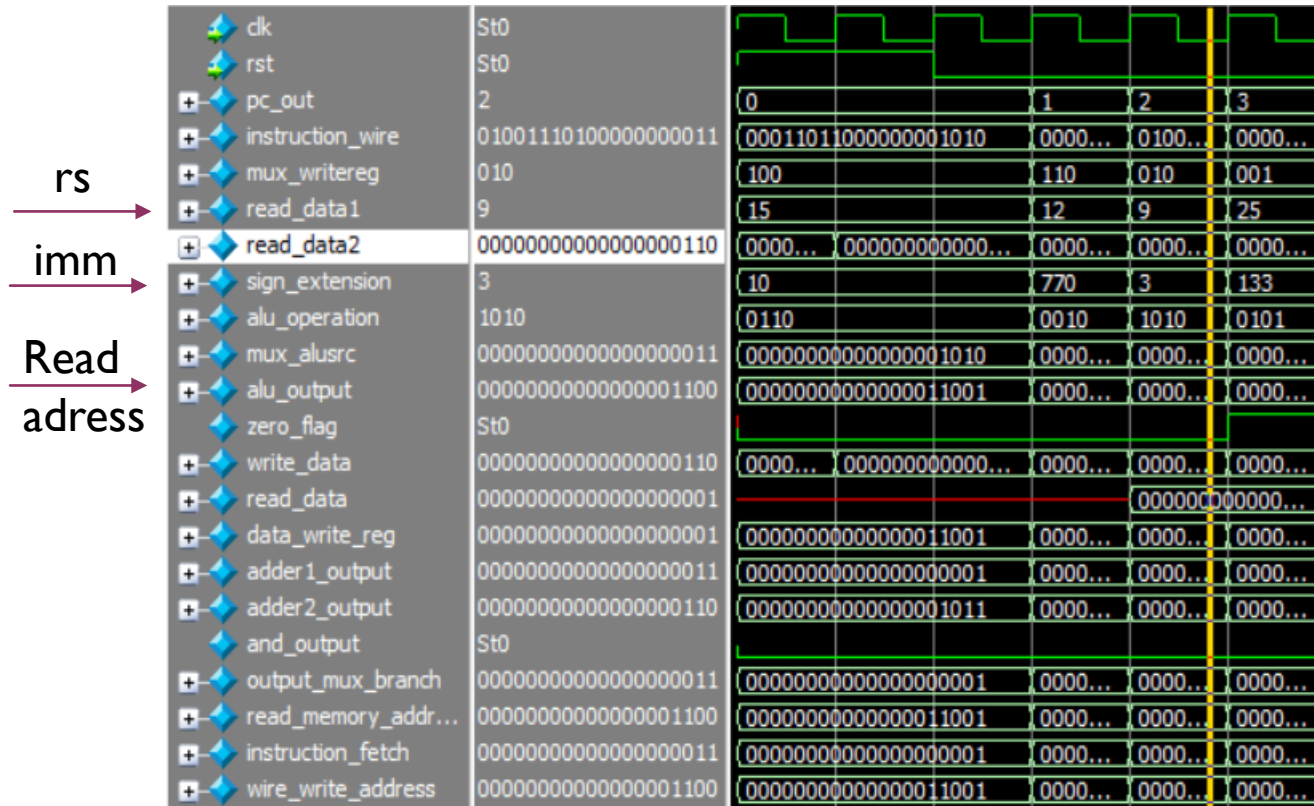 clk St0
rst St0
pc_out 2 0 1 2 3
instruction_wire 01001110100000000011 00011011000000001010 0000... 0100... 0000...
mux_writereg 010 100 110 010 001
rs
read_data1 9 15 12 9 25
read_data2 00000000000000000110 0000... 000000000000... 0000... 0000... 0000...
imm
sign_extension 3 10 770 3 133
alu_operation 1010 0110 0010 1010 0101
mux_alusrc 00000000000000000011 00000000000000001010 0000... 0000... 0000...
Read
adress
alu_output 00000000000000001100 00000000000000011001 0000... 0000... 0000...
zero_flag St0
write_data 00000000000000000110 0000... 000000000000... 0000... 0000... 0000...
read_data 00000000000000000001 000000000000...
data_write_reg 00000000000000000001 00000000000000011001 0000... 0000... 0000...
adder1_output 00000000000000000011 00000000000000000001 0000... 0000... 0000...
adder2_output 00000000000000000110 00000000000000001011 0000... 0000... 0000...
and_output St0
output_mux_branch 00000000000000000011 00000000000000000001 0000... 0000... 0000...
read_memory_addr... 00000000000000001100 00000000000000011001 0000... 0000... 0000...
instruction_fetch 00000000000000000011 00000000000000000001 0000... 0000... 0000...
wire_write_address 00000000000000001100 00000000000000011001 0000... 0000... 0000...